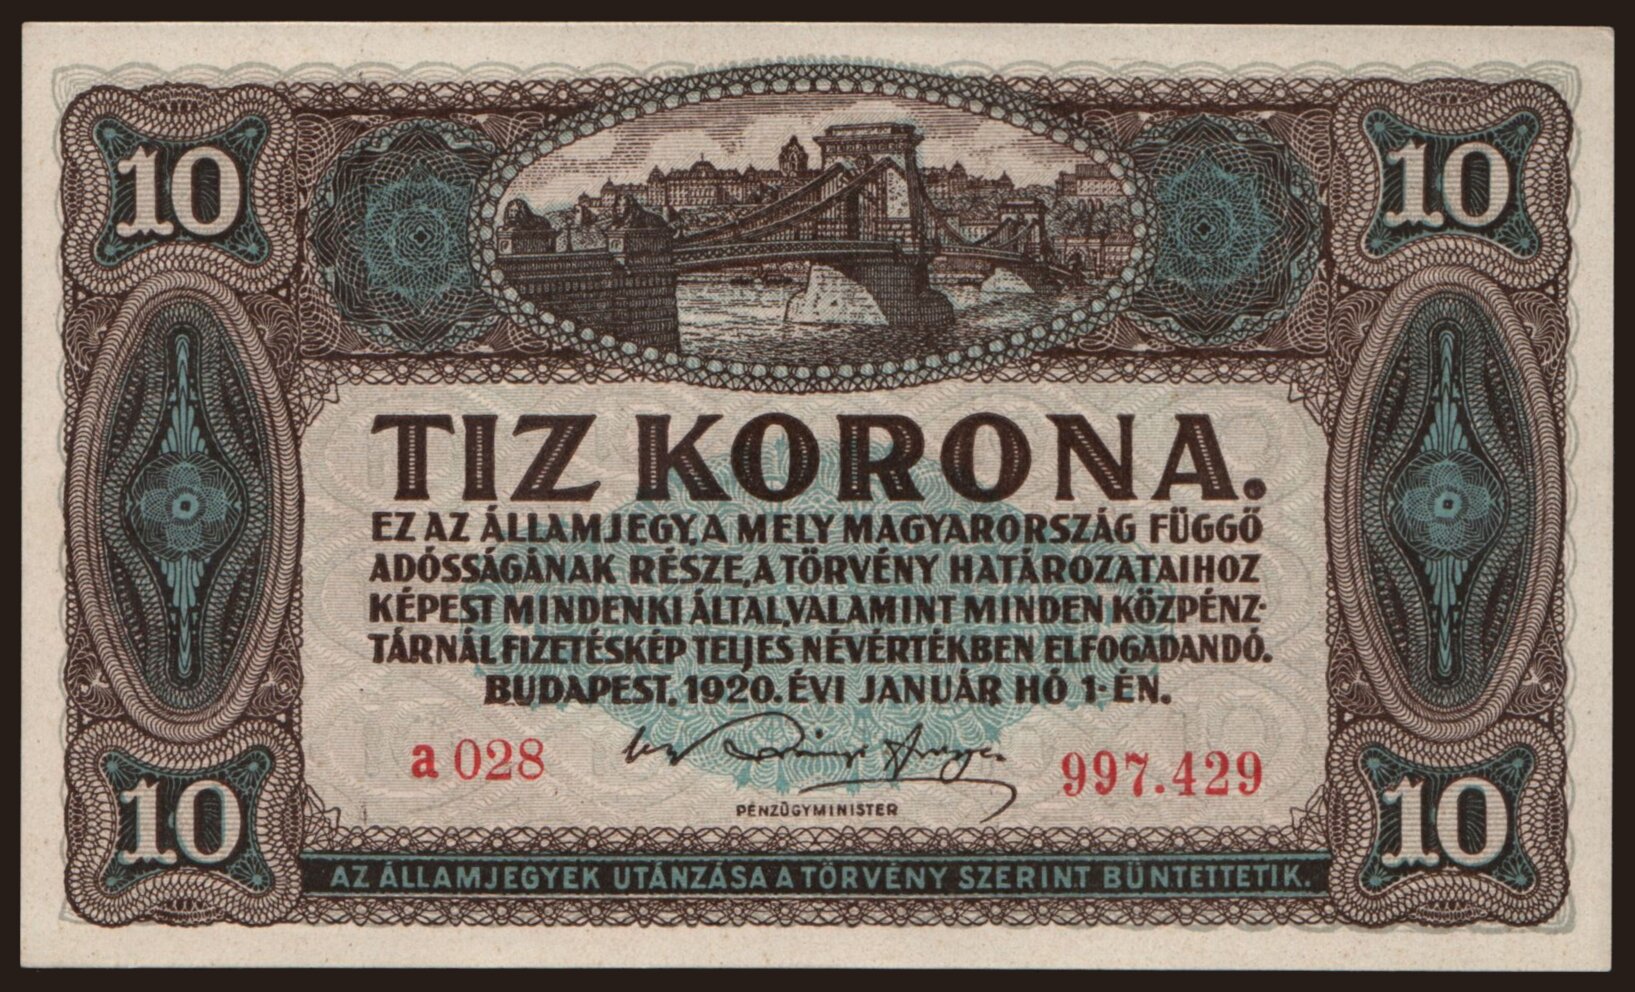 10 10
TIZ KORONA.
EZ AZ ÁLLAMJEGY, A MELY MAGYARORSZÁG FÜGGŐ
ADÓSSÁGÁNAK RÉSZE, A TÖRVÉNY HATÁROZATAIHOZ
KÉPEST MINDENKI ÁLTAL, VALAMINT MINDEN KÖZPÉNZ-
TÁRNÁL FIZETÉSKÉP TELJES NÉVÉRTÉKBEN ELFOGADANDÓ.
BUDAPEST, 1920. ÉVI JANUÁR HÓ 1-ÉN.
a 028 997.429
PÉNZÜGYMINISTER
10 10
AZ ÁLLAMJEGYEK UTÁNZÁSA A TÖRVÉNY SZERINT BÜNTETTETIK.